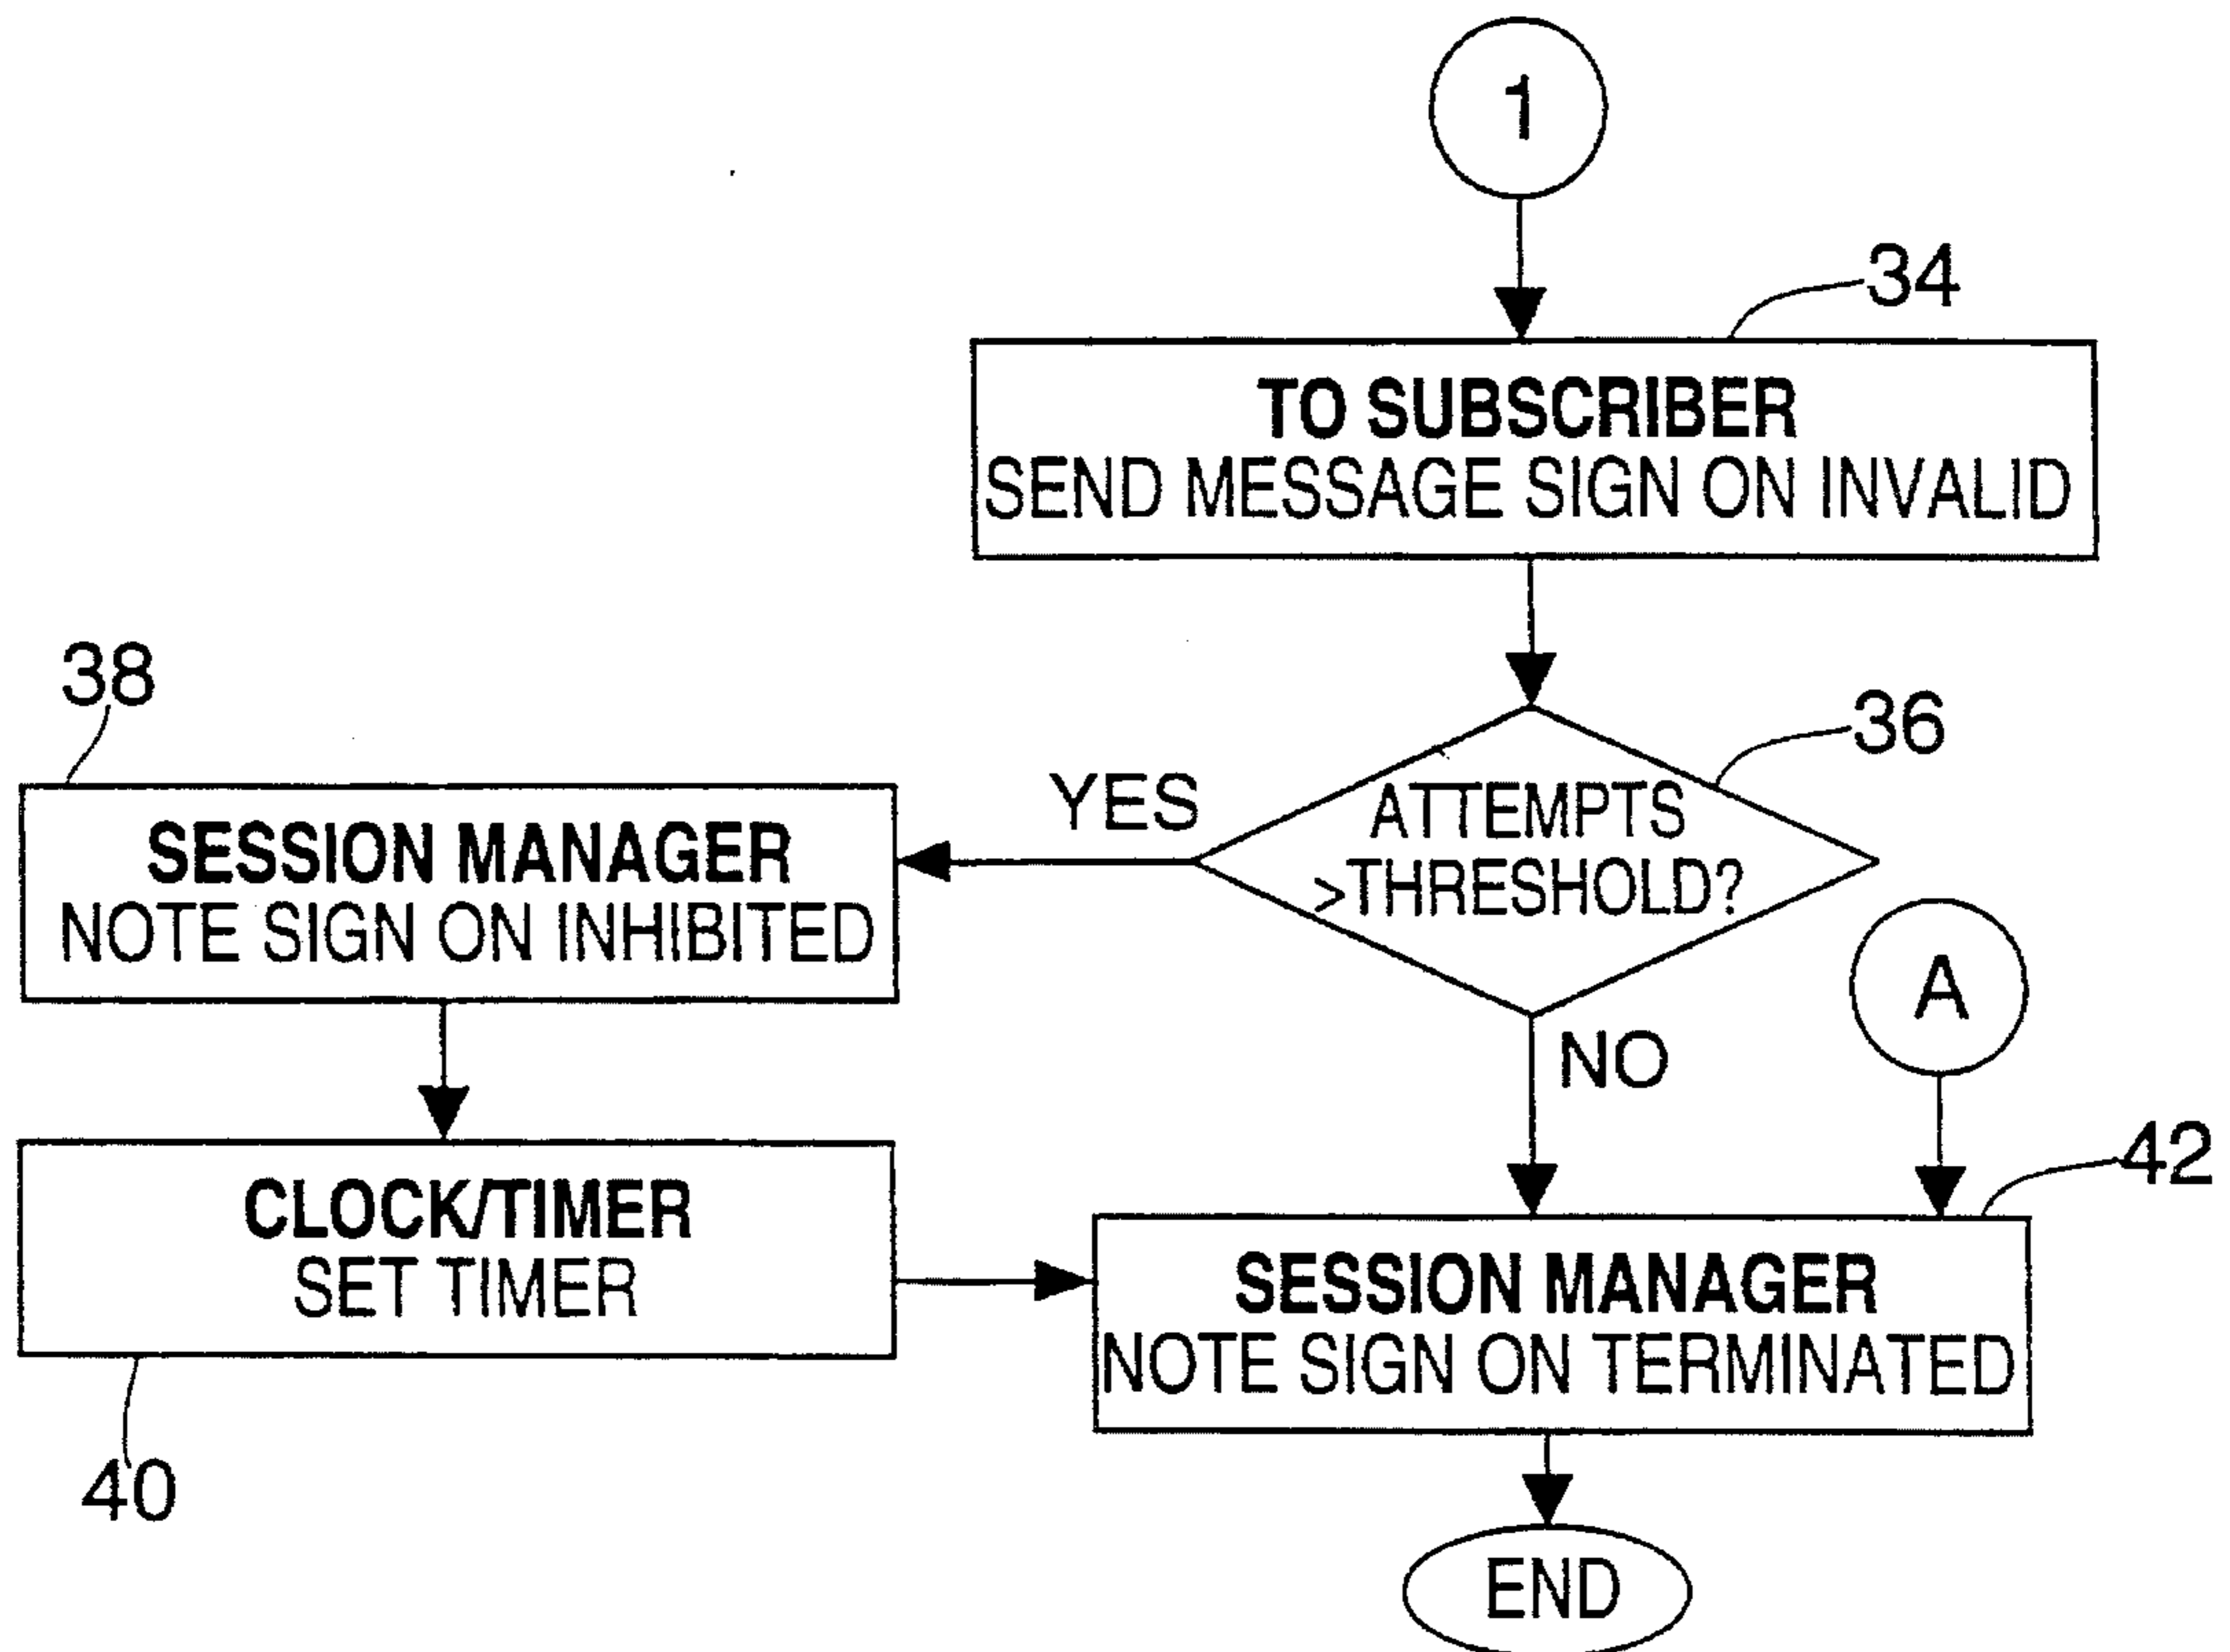 1
34
TO SUBSCRIBER
SEND MESSAGE SIGN ON INVALID
38
36
YES
ATTEMPTS
>THRESHOLD?
SESSION MANAGER
NOTE SIGN ON INHIBITED
A
NO
42
CLOCK/TIMER
SET TIMER
SESSION MANAGER
NOTE SIGN ON TERMINATED
40
END